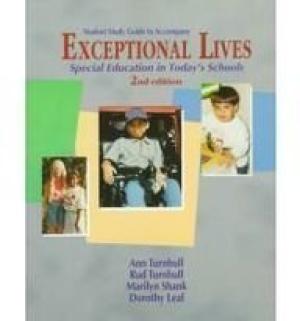 Student Study Guide to Accompany
EXCEPTIONAL LIVES
Special Education in Today's Schools
2nd edition
Ann Turnbull
Rud Turnbull
Marilyn Shank
Dorothy Leal